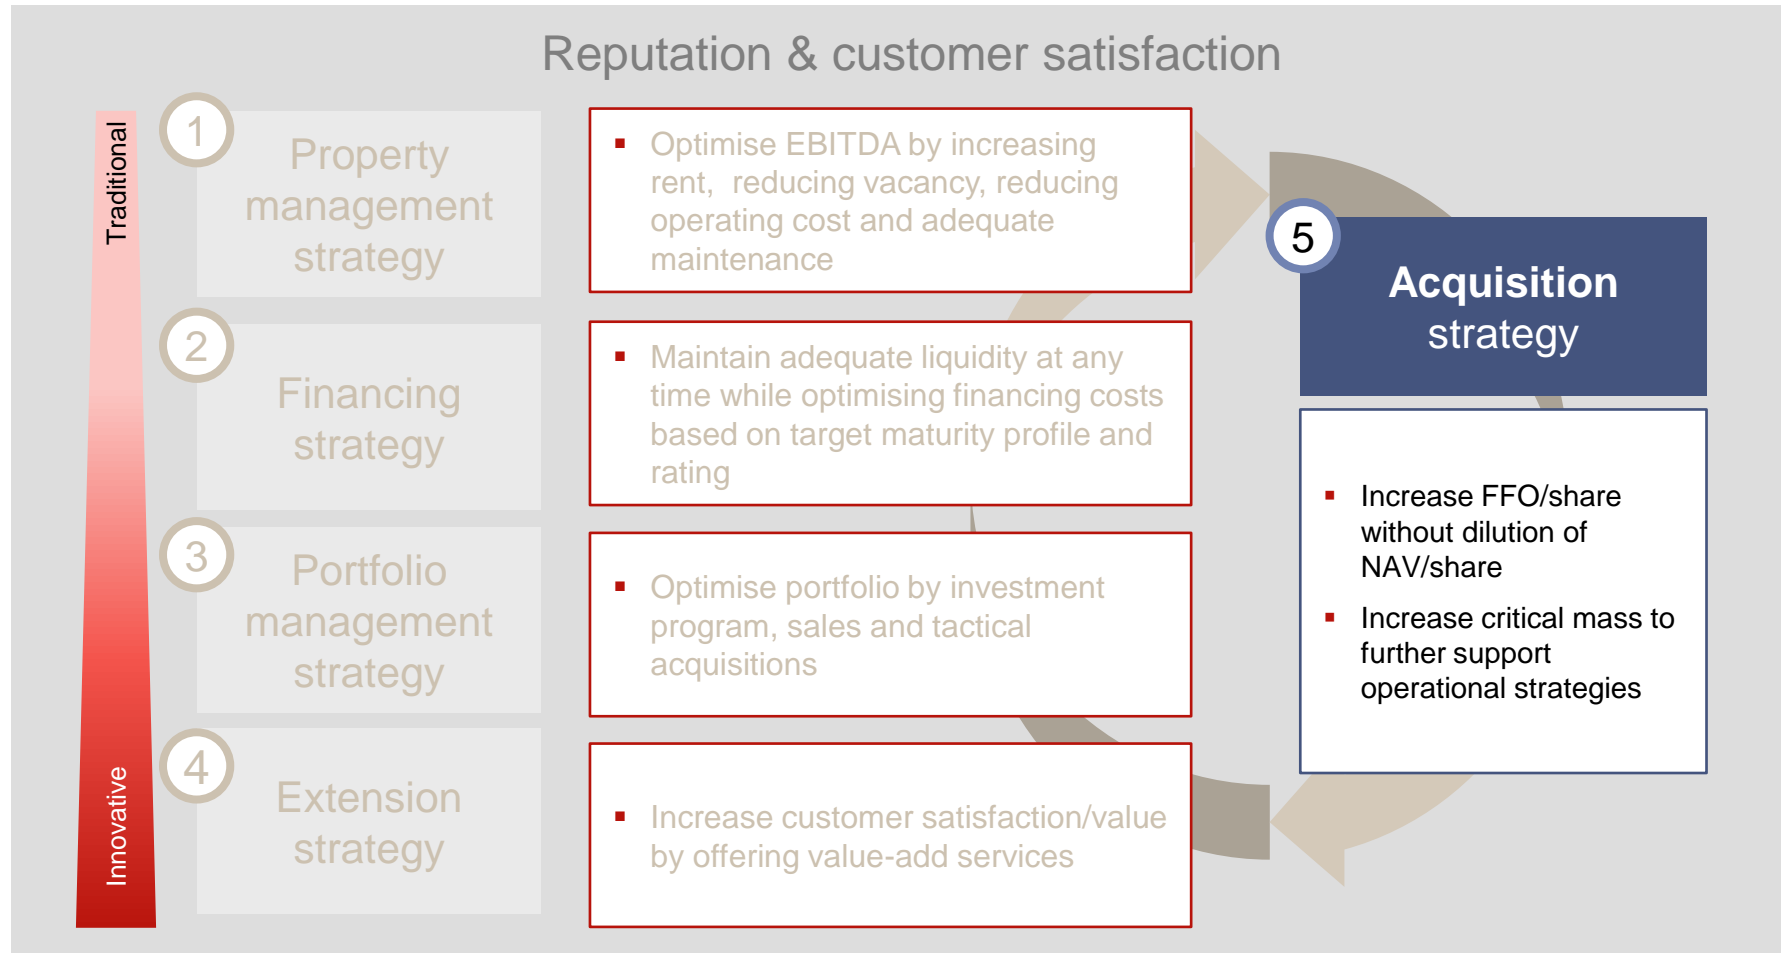 Reputation & customer satisfaction
Traditional
Innovative
1
Property
management
strategy
▪ Optimise EBITDA by increasing
rent, reducing vacancy, reducing
operating cost and adequate
maintenance
2
Financing
strategy
▪ Maintain adequate liquidity at any
time while optimising financing costs
based on target maturity profile and
rating
3
Portfolio
management
strategy
▪ Optimise portfolio by investment
program, sales and tactical
acquisitions
4
Extension
strategy
▪ Increase customer satisfaction/value
by offering value-add services
5
Acquisition
strategy
▪ Increase FFO/share
without dilution of
NAV/share
▪ Increase critical mass to
further support
operational strategies